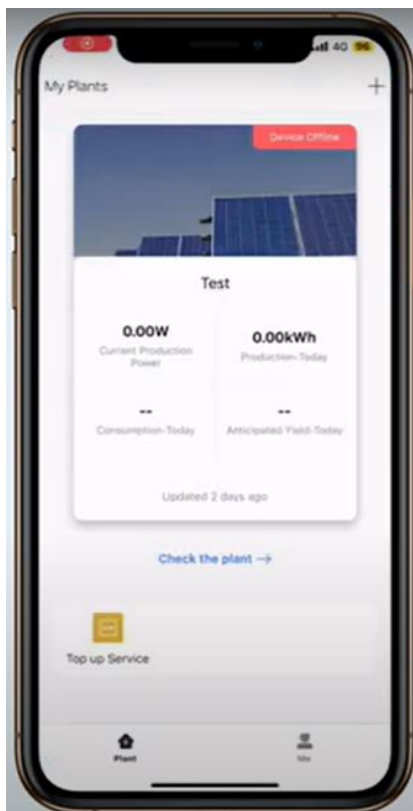 4G 96
My Plants
Device Offline
Test
0.00W
Current Production
Power
0.00kWh
Production-Today
--
Consumption-Today
--
Anticipated Yield-Today
Updated 2 days ago
Check the plant →
Top up Service
Plant
Me